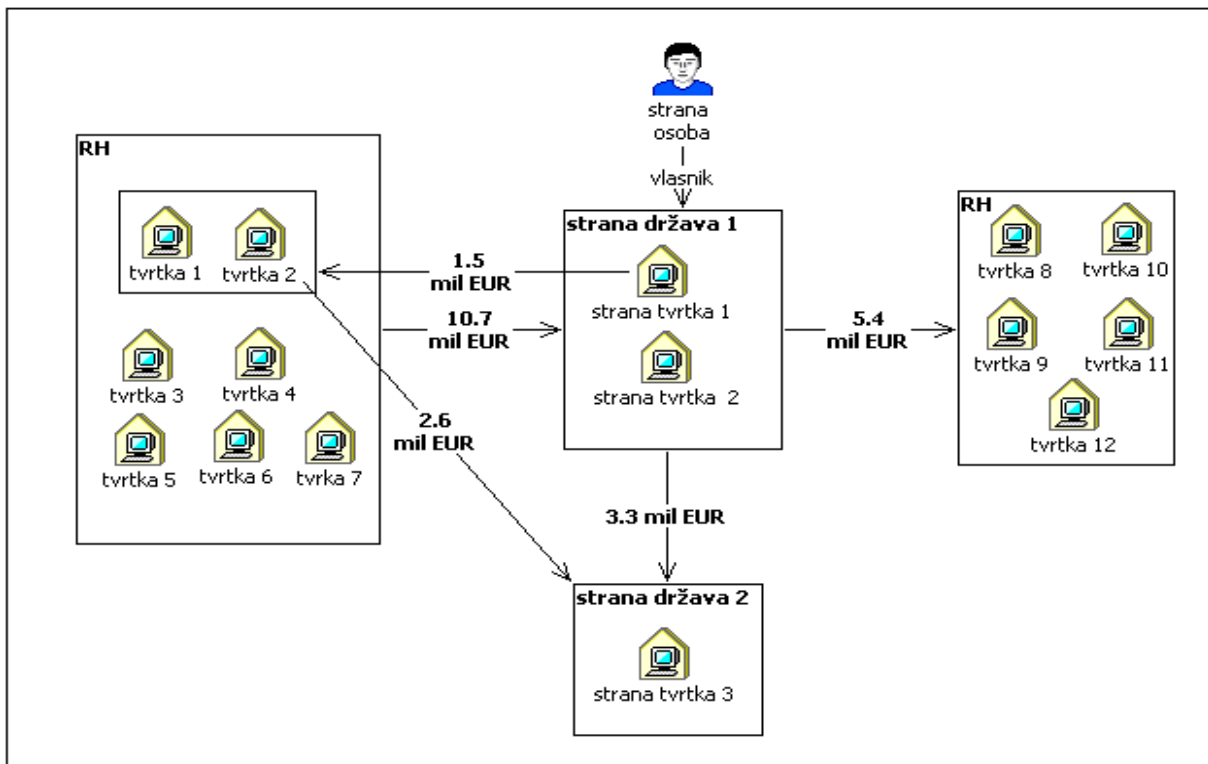 strana
osoba
vlasnik
RH
tvrtka 1
tvrtka 2
tvrtka 3
tvrtka 4
tvrtka 5
tvrtka 6
tvrka 7
1.5
mil EUR
10.7
mil EUR
2.6
mil EUR
strana država 1
strana tvrtka 1
strana tvrtka 2
5.4
mil EUR
RH
tvrtka 8
tvrtka 10
tvrtka 9
tvrtka 11
tvrtka 12
3.3 mil EUR
strana država 2
strana tvrtka 3